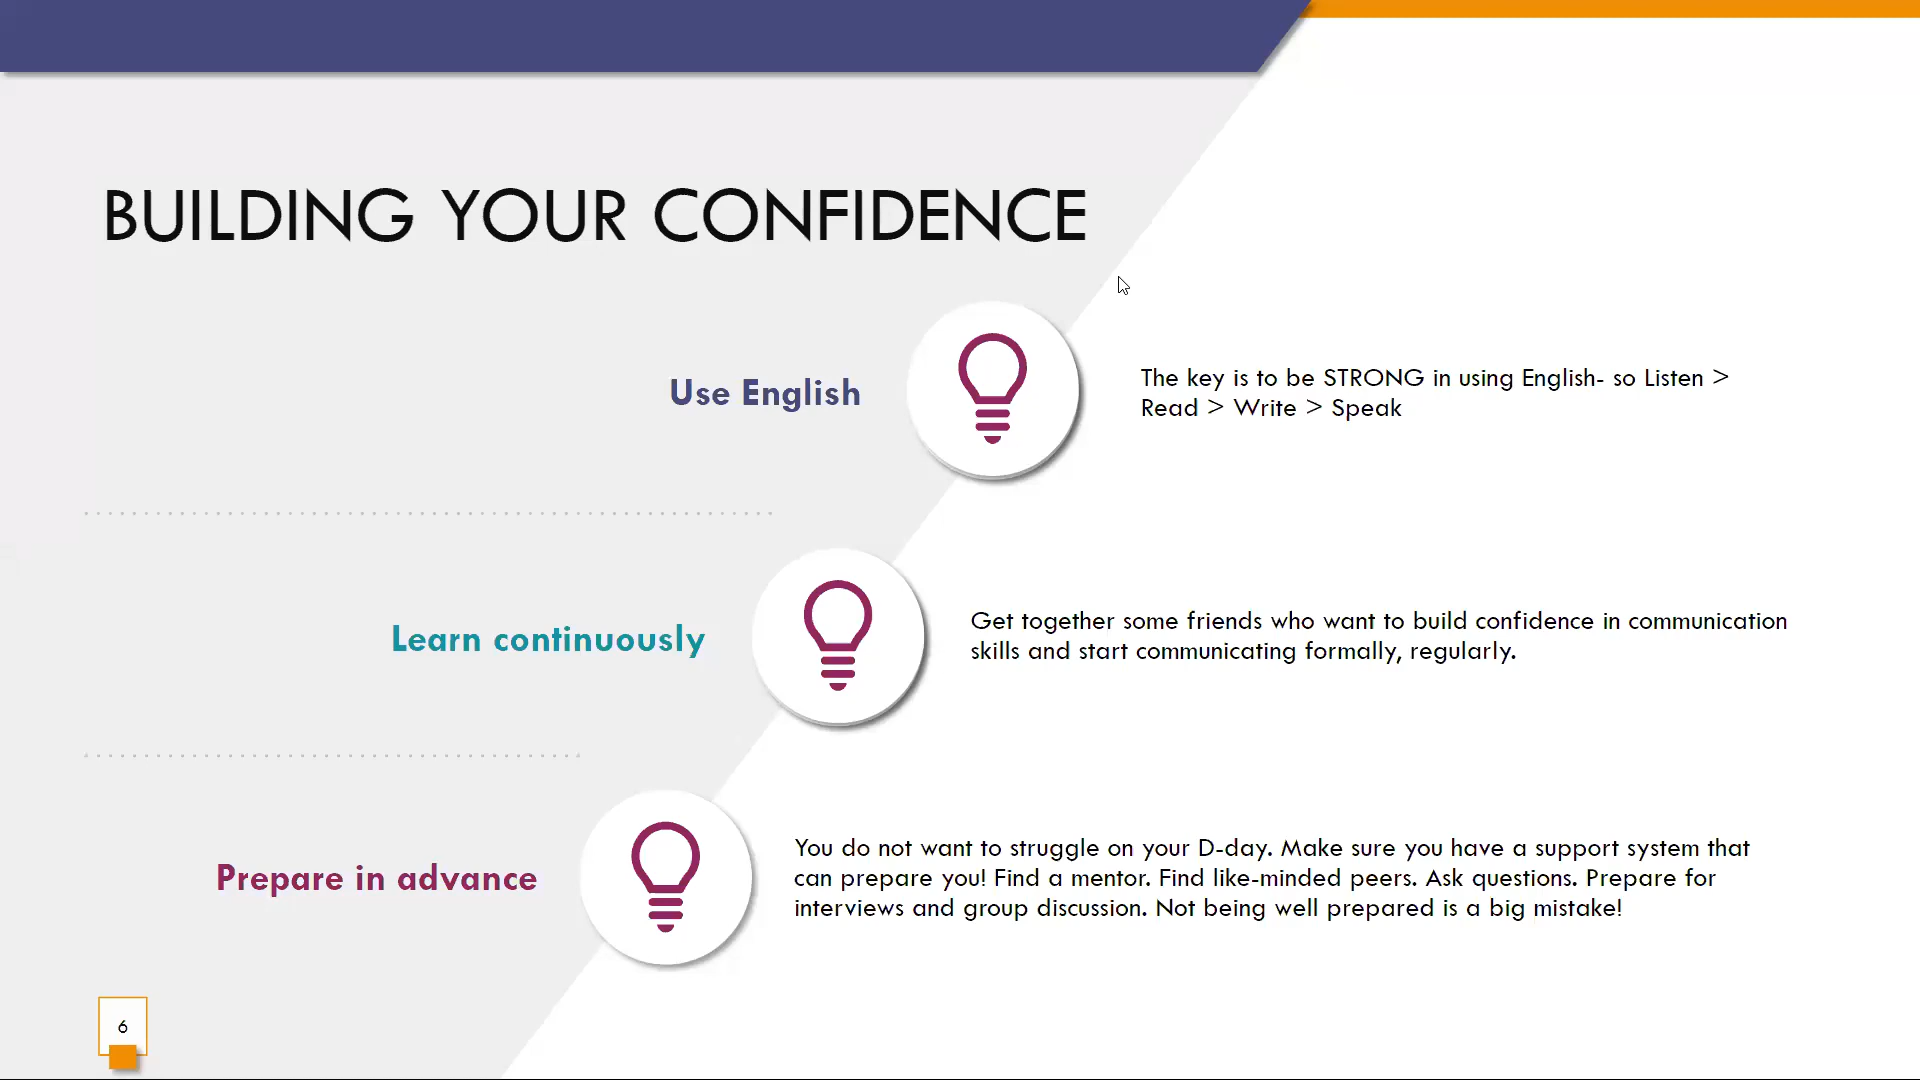 BUILDING YOUR CONFIDENCE
Use English
The key is to be STRONG in using English- so Listen >
Read > Write > Speak
Learn continuously
Get together some friends who want to build confidence in communication
skills and start communicating formally, regularly.
Prepare in advance
You do not want to struggle on your D-day. Make sure you have a support system that
can prepare you! Find a mentor. Find like-minded peers. Ask questions. Prepare for
interviews and group discussion. Not being well prepared is a big mistake!
6